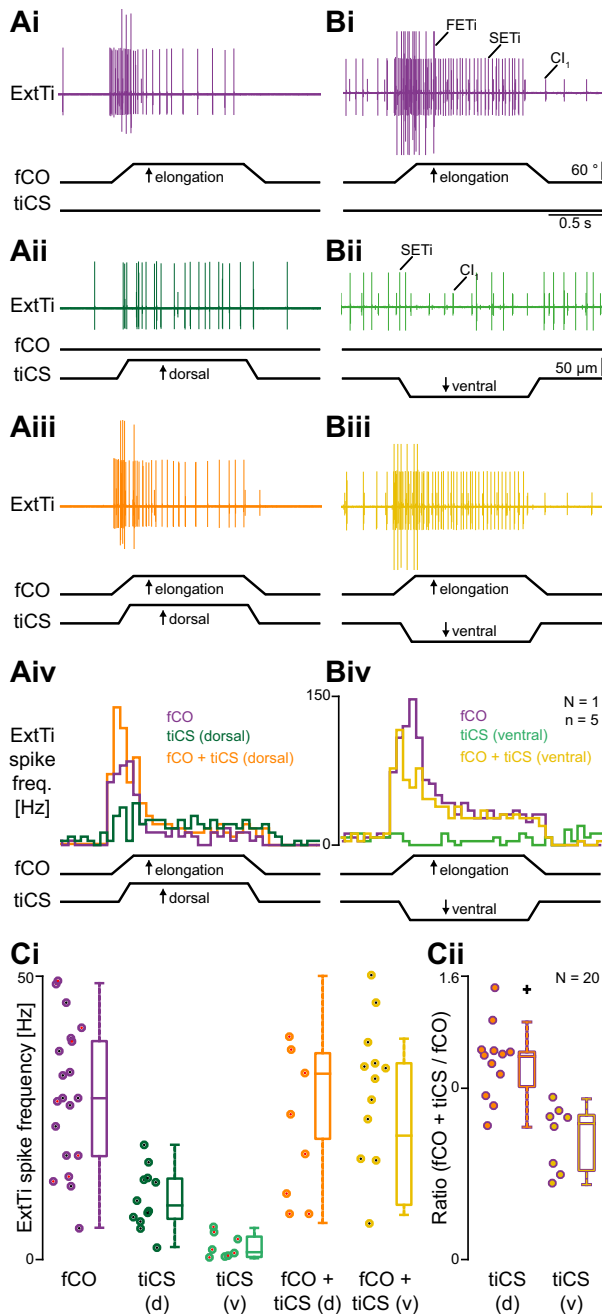 Ai
Bi
FETi
SETi
CI1
ExtTi
fCO
↑ elongation
↑ elongation
60 °
tiCS
0.5 s
Aii
Bii
SETi
CI1
ExtTi
fCO
tiCS
↑ dorsal
↓ ventral
50 µm
Aiii
Biii
ExtTi
fCO
↑ elongation
↑ elongation
tiCS
↑ dorsal
↓ ventral
Aiv
Biv
150
0
ExtTi
spike
freq.
[Hz]
fCO
tiCS (dorsal)
fCO + tiCS (dorsal)
N = 1
n = 5
fCO
tiCS (ventral)
fCO + tiCS (ventral)
fCO
↑ elongation
↑ elongation
tiCS
↑ dorsal
↓ ventral
Ci
50
0
ExtTi spike frequency [Hz]
fCO
tiCS
(d)
tiCS
(v)
fCO +
tiCS (d)
fCO +
tiCS (v)
Cii
1.6
0
0
N = 20
Ratio (fCO + tiCS / fCO)
tiCS
(d)
tiCS
(v)